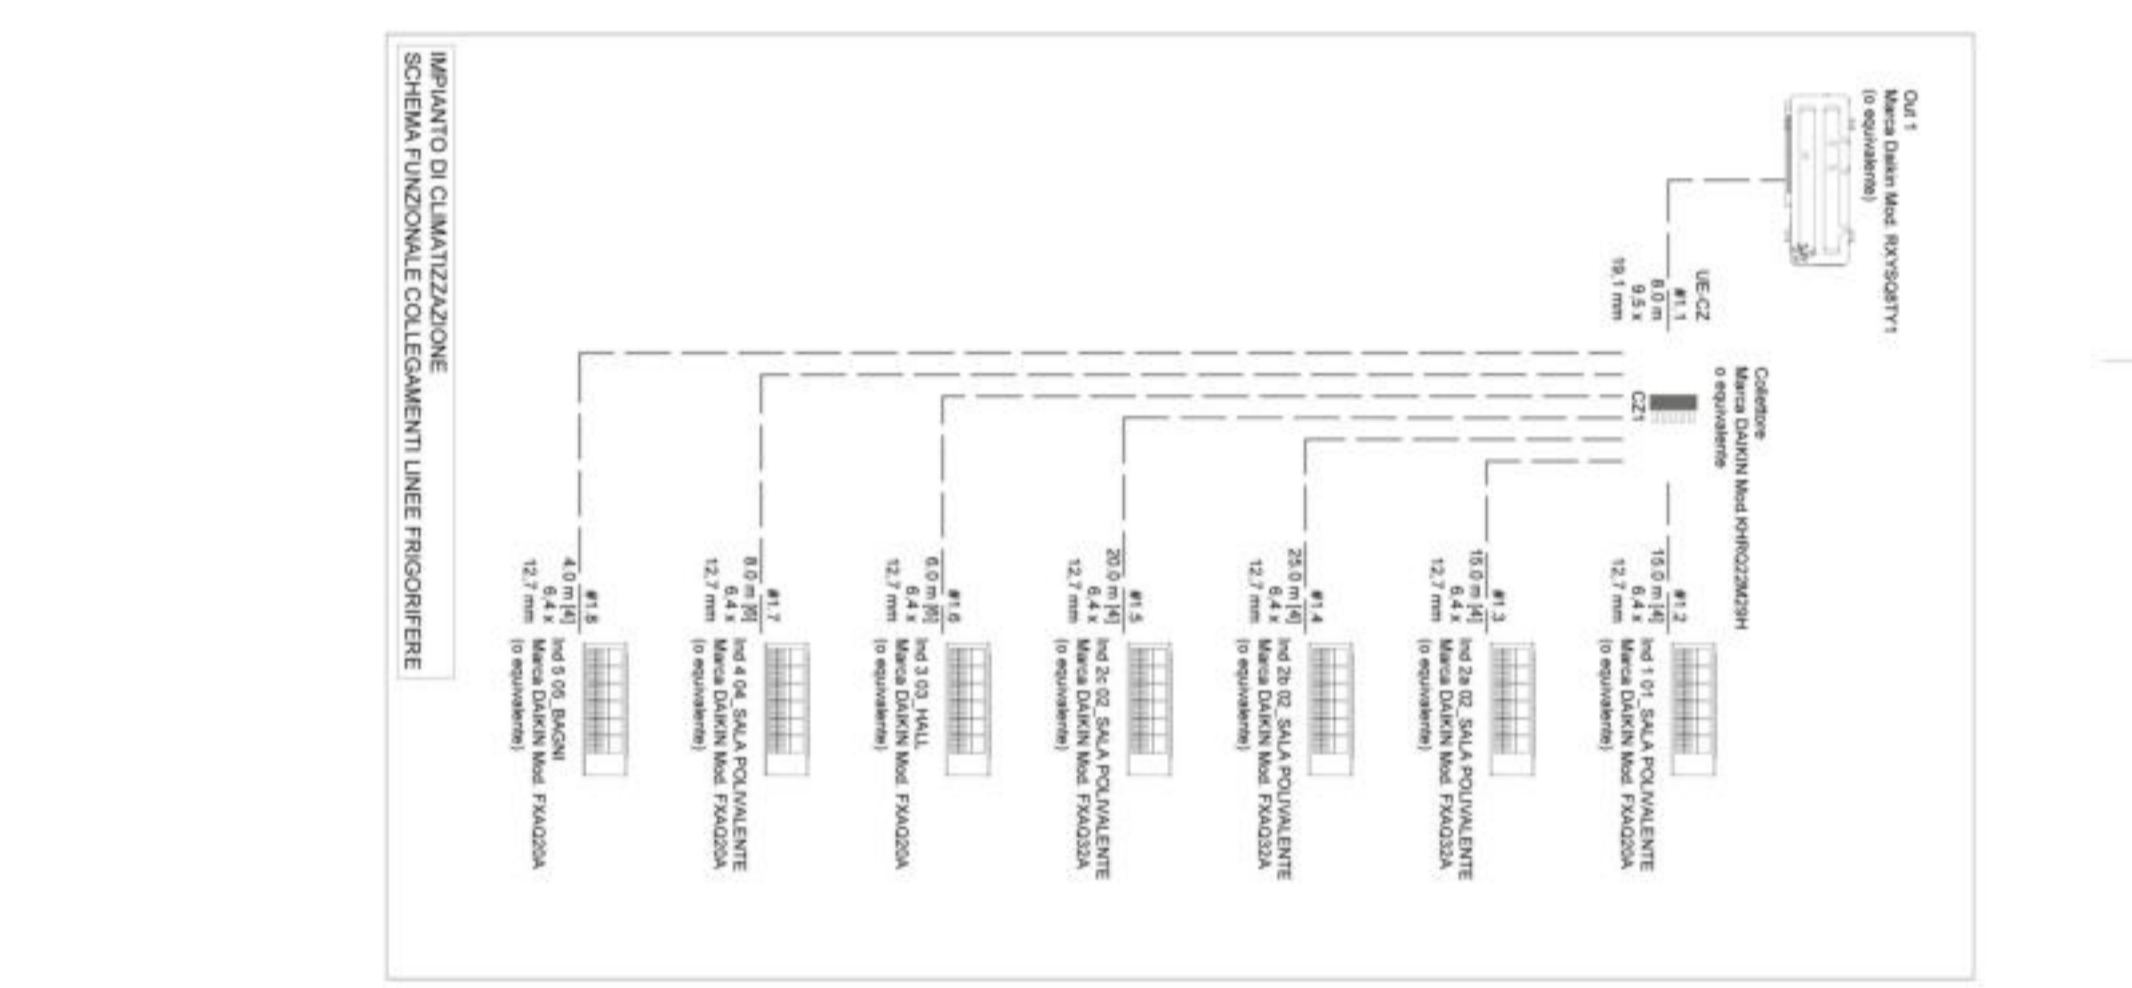 Out 1
Marca Daikin Mod. RXYSQ8TY1
(o equivalente)
UE-CZ
#1.1
8.0 m
9,5 x
19,1 mm
Collettore
Marca DAIKIN Mod.KHRQ22M29H
o equivalente
CZ1
#1.2
15.0 m [4]
6,4 x
12,7 mm
Ind 1 01_SALA POLIVALENTE
Marca DAIKIN Mod. FXAQ20A
(o equivalente)
#1.3
15.0 m [4]
6,4 x
12,7 mm
Ind 2a 02_SALA POLIVALENTE
Marca DAIKIN Mod. FXAQ32A
(o equivalente)
#1.4
25.0 m [4]
6,4 x
12,7 mm
Ind 2b 02_SALA POLIVALENTE
Marca DAIKIN Mod. FXAQ32A
(o equivalente)
#1.5
20.0 m [4]
6,4 x
12,7 mm
Ind 2c 02_SALA POLIVALENTE
Marca DAIKIN Mod. FXAQ32A
(o equivalente)
#1.6
6.0 m [6]
6,4 x
12,7 mm
Ind 3 03_HALL
Marca DAIKIN Mod. FXAQ20A
(o equivalente)
#1.7
8.0 m [6]
6,4 x
12,7 mm
Ind 4 04_SALA POLIVALENTE
Marca DAIKIN Mod. FXAQ20A
(o equivalente)
#1.8
4.0 m [4]
6,4 x
12,7 mm
Ind 5 05_BAGNI
Marca DAIKIN Mod. FXAQ20A
(o equivalente)
IMPIANTO DI CLIMATIZZAZIONE
SCHEMA FUNZIONALE COLLEGAMENTI LINEE FRIGORIFERE